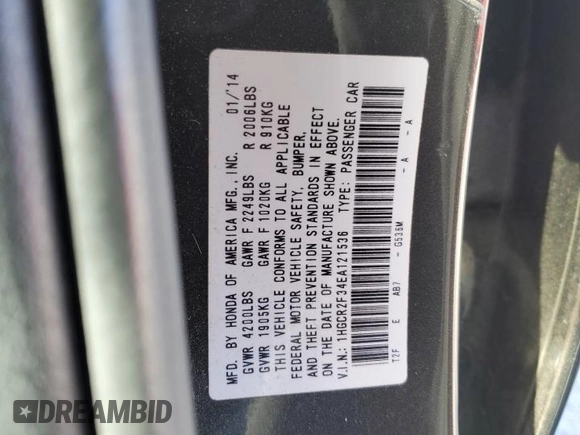 MFD. BY HONDA OF AMERICA MFG., INC. 01/'14
GVWR 4200LBS GAWR F 2249LBS R 2006LBS
GVWR 1905KG GAWR F 1020KG R 910KG
THIS VEHICLE CONFORMS TO ALL APPLICABLE
FEDERAL MOTOR VEHICLE SAFETY, BUMPER,
AND THEFT PREVENTION STANDARDS IN EFFECT
ON THE DATE OF MANUFACTURE SHOWN ABOVE.
V.I.N.: 1HGCR2F34EA121536 TYPE: PASSENGER CAR
T2F E AB7 - G536M - A - A
DREAMBID